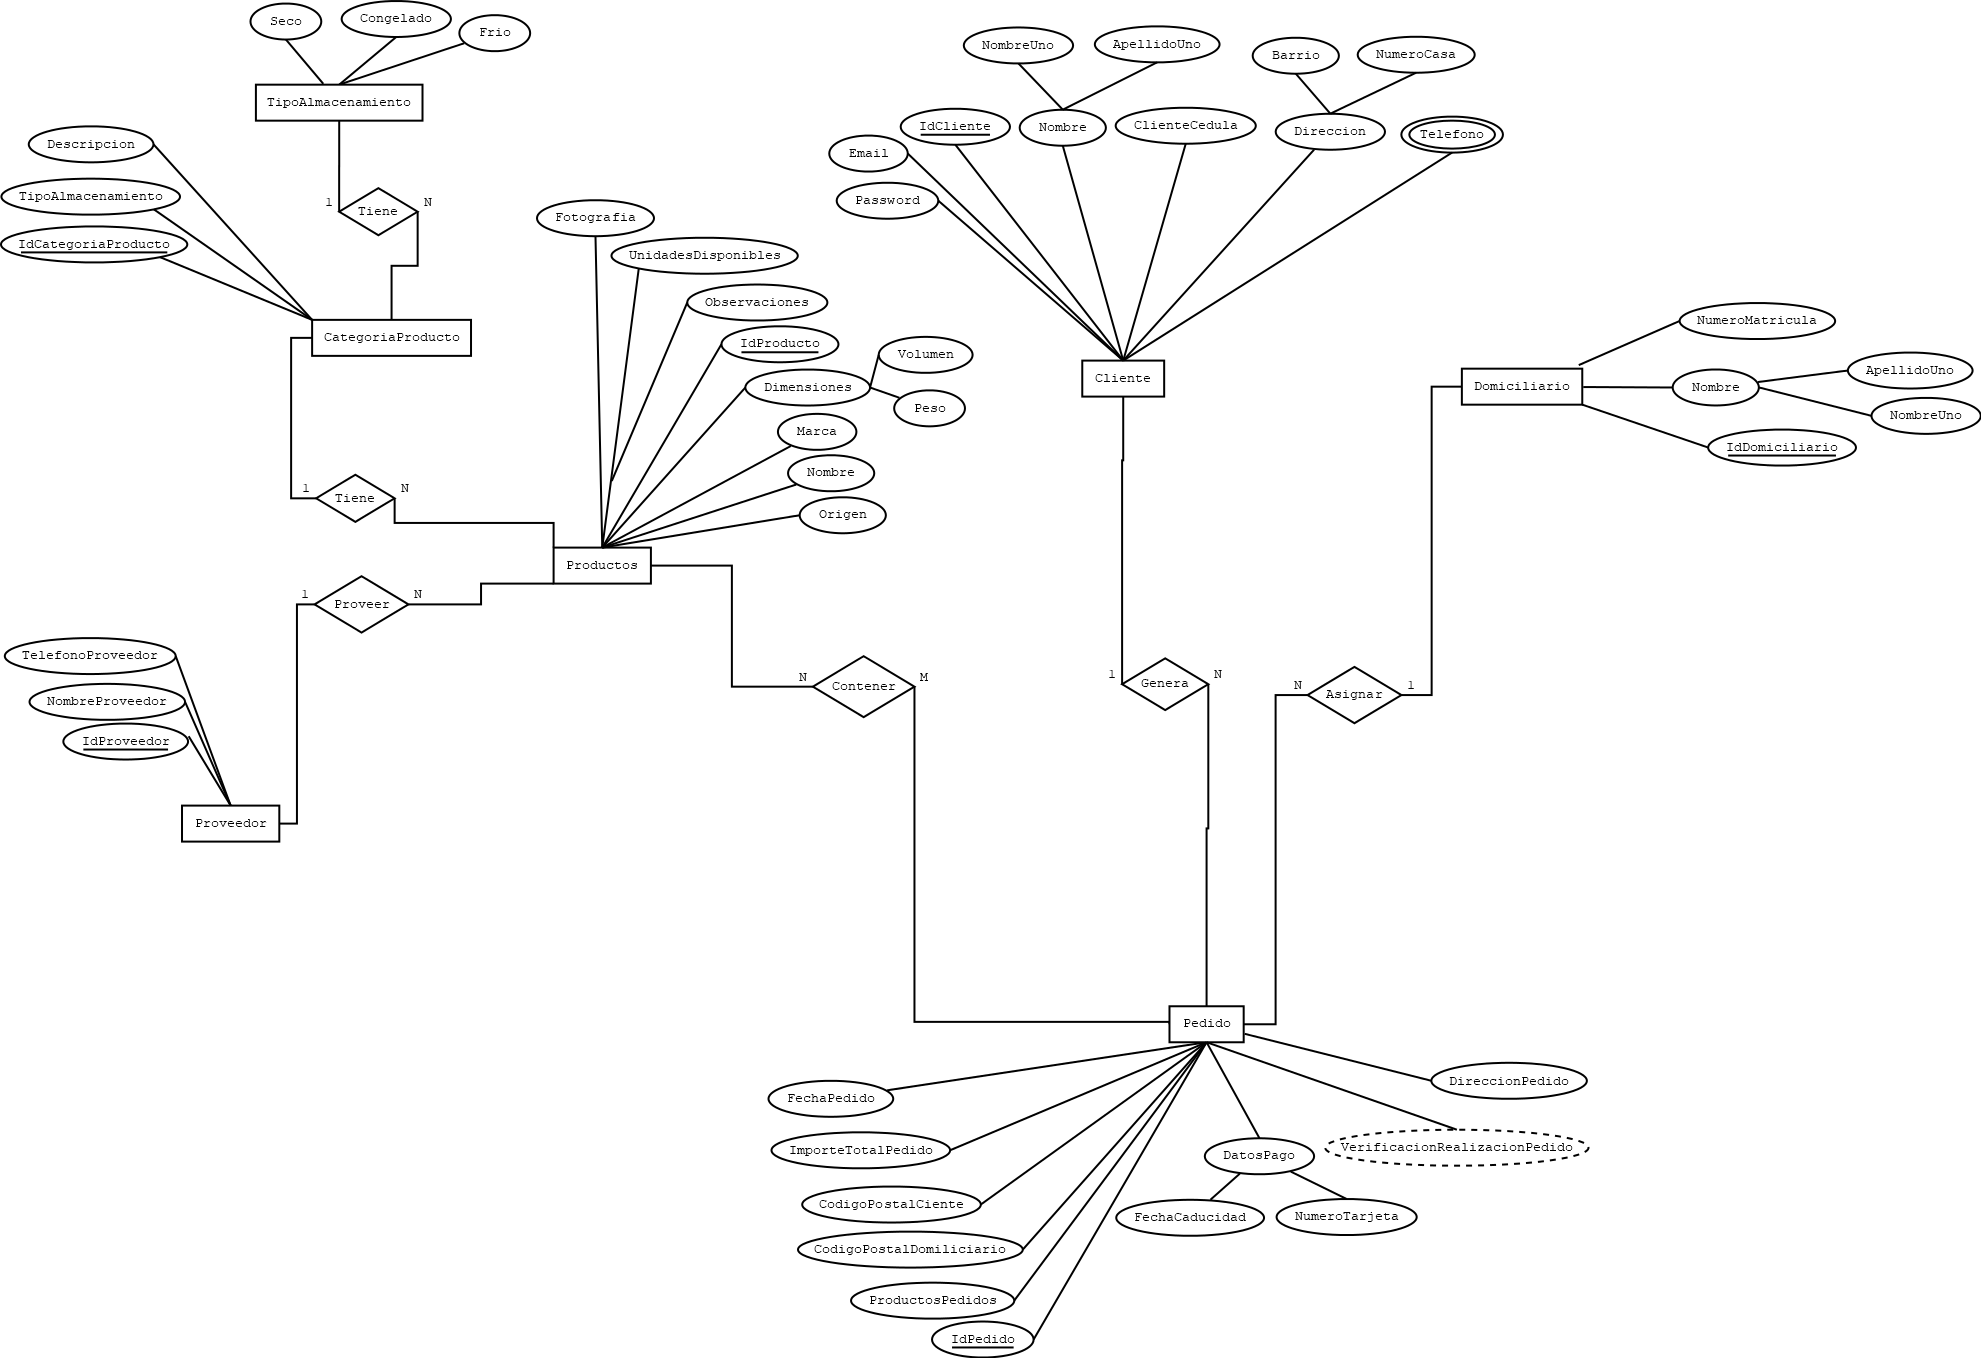 Seco
Congelado
Frio
TipoAlmacenamiento
Descripcion
TipoAlmacenamiento
IdCategoriaProducto
1
Tiene
N
CategoriaProducto
Fotografia
UnidadesDisponibles
Observaciones
IdProducto
Dimensiones
Volumen
Peso
Marca
Nombre
Origen
1
Tiene
N
Productos
1
Proveer
N
TelefonoProveedor
NombreProveedor
IdProveedor
Proveedor
NombreUno
ApellidoUno
Barrio
NumeroCasa
IdCliente
Nombre
ClienteCedula
Direccion
Telefono
Email
Password
Cliente
NumeroMatricula
Domiciliario
Nombre
ApellidoUno
NombreUno
IdDomiciliario
N
Contener
M
1
Genera
N
N
Asignar
1
Pedido
FechaPedido
ImporteTotalPedido
CodigoPostalCiente
CodigoPostalDomiliciario
ProductosPedidos
IdPedido
DatosPago
FechaCaducidad
NumeroTarjeta
VerificacionRealizacionPedido
DireccionPedido